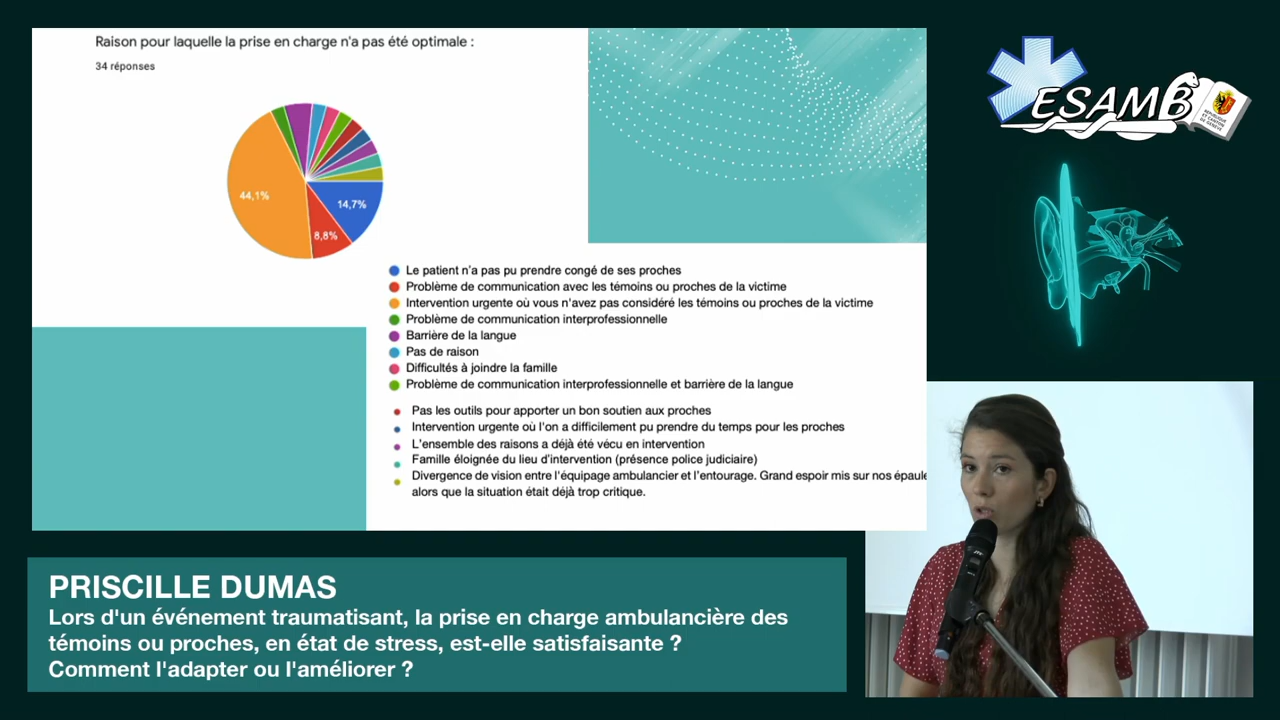 Raison pour laquelle la prise en charge n'a pas été optimale :
34 réponses
44,1%
14,7%
8,8%
Le patient n'a pas pu prendre congé de ses proches
Problème de communication avec les témoins ou proches de la victime
Intervention urgente où vous n'avez pas considéré les témoins ou proches de la victime
Problème de communication interprofessionnelle
Barrière de la langue
Pas de raison
Difficultés à joindre la famille
Problème de communication interprofessionnelle et barrière de la langue
Pas les outils pour apporter un bon soutien aux proches
Intervention urgente où l'on a difficilement pu prendre du temps pour les proches
L'ensemble des raisons a déjà été vécu en intervention
Famille éloignée du lieu d'intervention (présence police judiciaire)
Divergence de vision entre l'équipage ambulancier et l'entourage. Grand espoir mis sur nos épaule
alors que la situation était déjà trop critique.
ESAMB
RÉPUBLIQUE
ET CANTON
DE GENÈVE
PRISCILLE DUMAS
Lors d'un événement traumatisant, la prise en charge ambulancière des
témoins ou proches, en état de stress, est-elle satisfaisante ?
Comment l'adapter ou l'améliorer ?